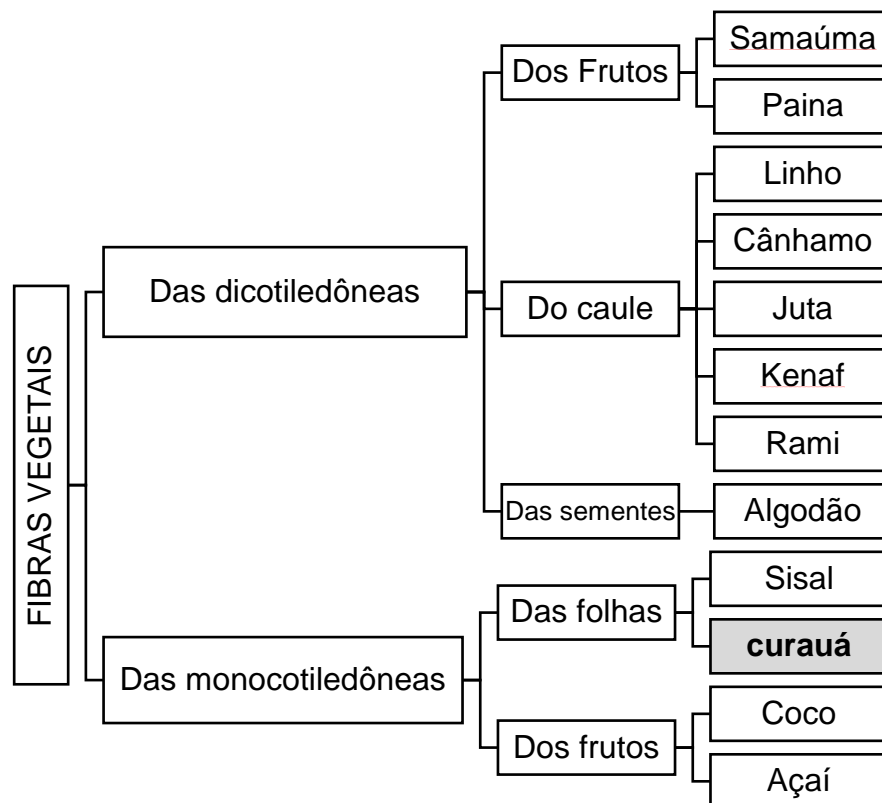 FIBRAS VEGETAIS
Das dicotiledôneas
Dos Frutos
Samaúma
Paina
Do caule
Linho
Cânhamo
Juta
Kenaf
Rami
Das sementes
Algodão
Das monocotiledôneas
Das folhas
Sisal
curauá
Dos frutos
Coco
Açaí